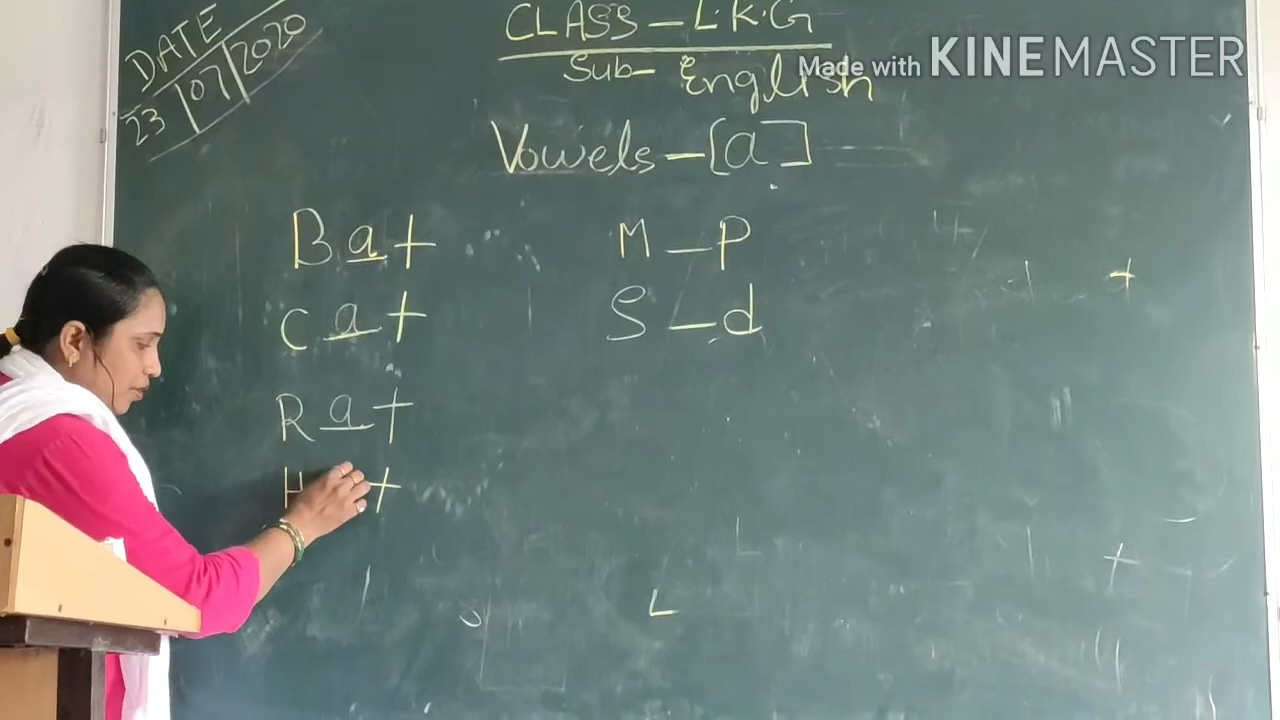 DATE
23/07/2020
CLASS - L.K.G
Sub- English
Made with KINEMASTER
Vowels - [a]
Bat
Cat
Rat
H t
M_P
S_d